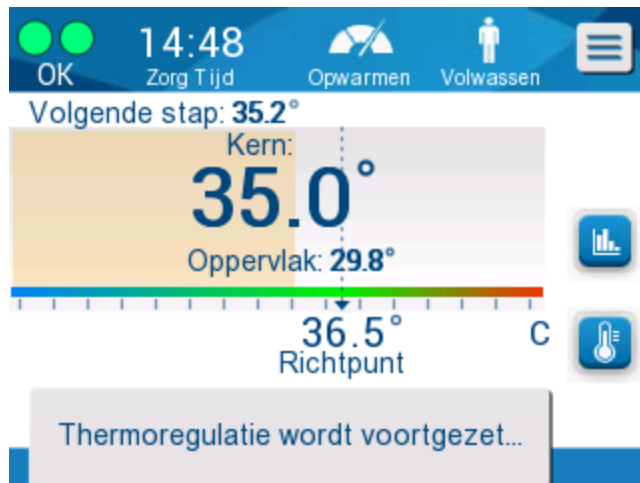 14:48
OK Zorg Tijd Opwarmen Volwassen
Volgende stap: 35.2°
Kern:
35.0°
Oppervlak: 29.8°
36.5° C
Richtpunt
Thermoregulatie wordt voortgezet...